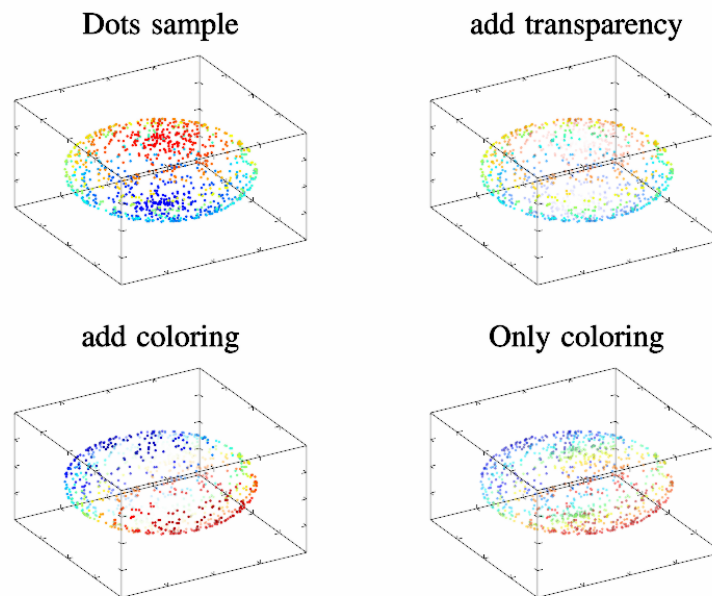 Dots sample
add transparency
add coloring
Only coloring